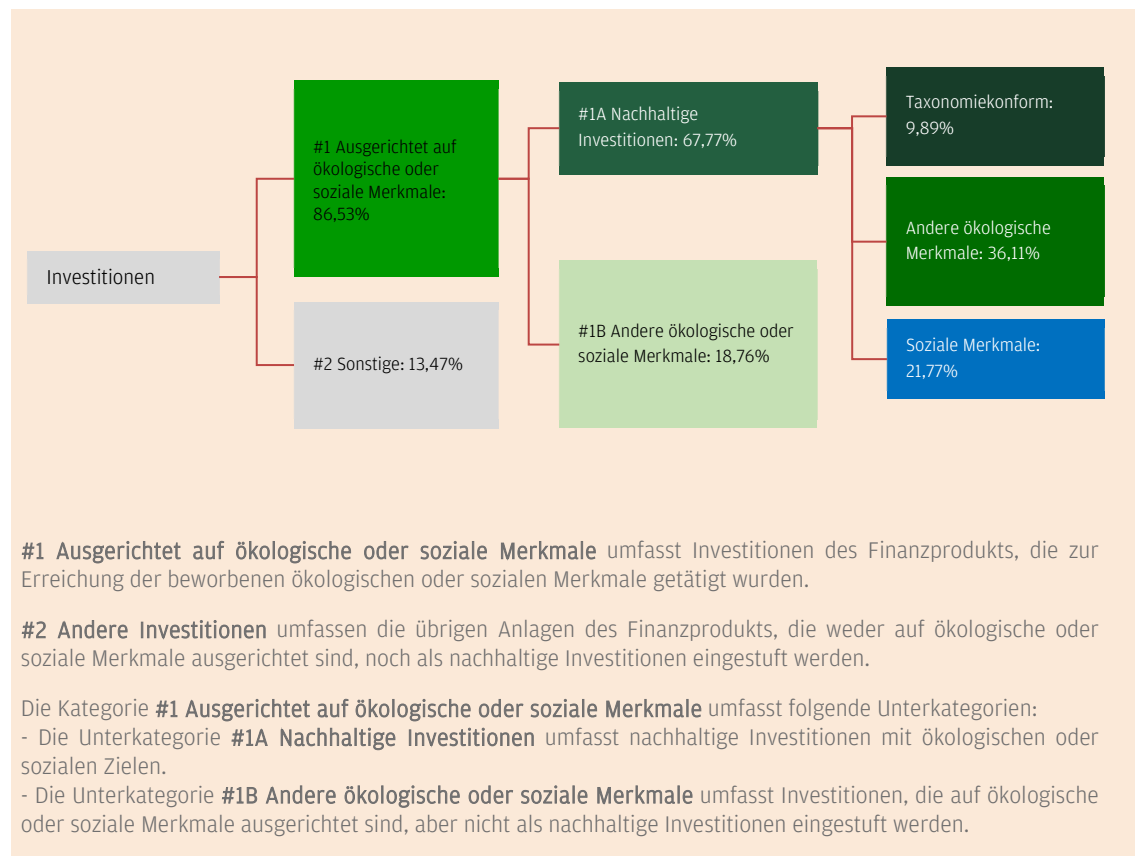 Investitionen
#1 Ausgerichtet auf
ökologische oder
soziale Merkmale:
86,53%
#2 Sonstige: 13,47%
#1A Nachhaltige
Investitionen: 67,77%
#1B Andere ökologische oder
soziale Merkmale: 18,76%
Taxonomiekonform:
9,89%
Andere ökologische
Merkmale: 36,11%
Soziale Merkmale:
21,77%
#1 Ausgerichtet auf ökologische oder soziale Merkmale umfasst Investitionen des Finanzprodukts, die zur
Erreichung der beworbenen ökologischen oder sozialen Merkmale getätigt wurden.
#2 Andere Investitionen umfassen die übrigen Anlagen des Finanzprodukts, die weder auf ökologische oder
soziale Merkmale ausgerichtet sind, noch als nachhaltige Investitionen eingestuft werden.
Die Kategorie #1 Ausgerichtet auf ökologische oder soziale Merkmale umfasst folgende Unterkategorien:
- Die Unterkategorie #1A Nachhaltige Investitionen umfasst nachhaltige Investitionen mit ökologischen oder
sozialen Zielen.
- Die Unterkategorie #1B Andere ökologische oder soziale Merkmale umfasst Investitionen, die auf ökologische
oder soziale Merkmale ausgerichtet sind, aber nicht als nachhaltige Investitionen eingestuft werden.